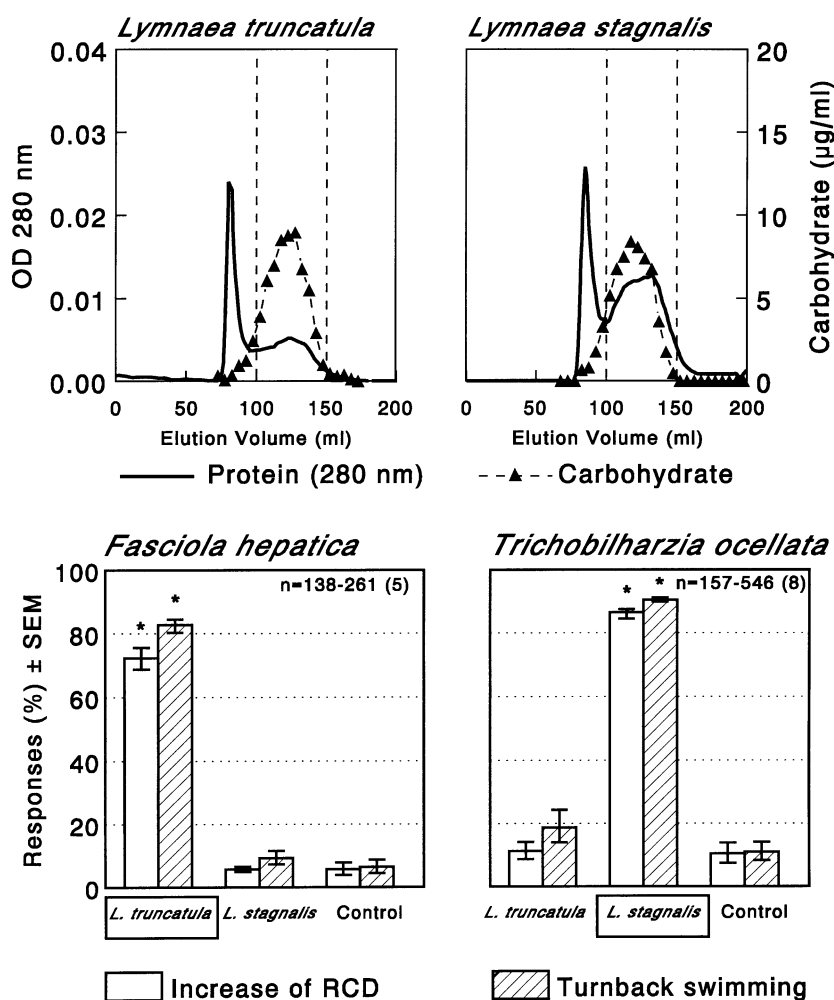 Lymnaea truncatula
Lymnaea stagnalis
0.04
0.03
0.02
0.01
0.00
OD 280 nm
20
15
10
5
0
Carbohydrate (µg/ml)
0 50 100 150 200
0 50 100 150 200
Elution Volume (ml)
Elution Volume (ml)
Protein (280 nm)
Carbohydrate
Fasciola hepatica
Trichobilharzia ocellata
100
80
60
40
20
0
Responses (%) ± SEM
n=138-261 (5)
* *
n=157-546 (8)
* *
L. truncatula L. stagnalis Control
L. truncatula L. stagnalis Control
Increase of RCD
Turnback swimming